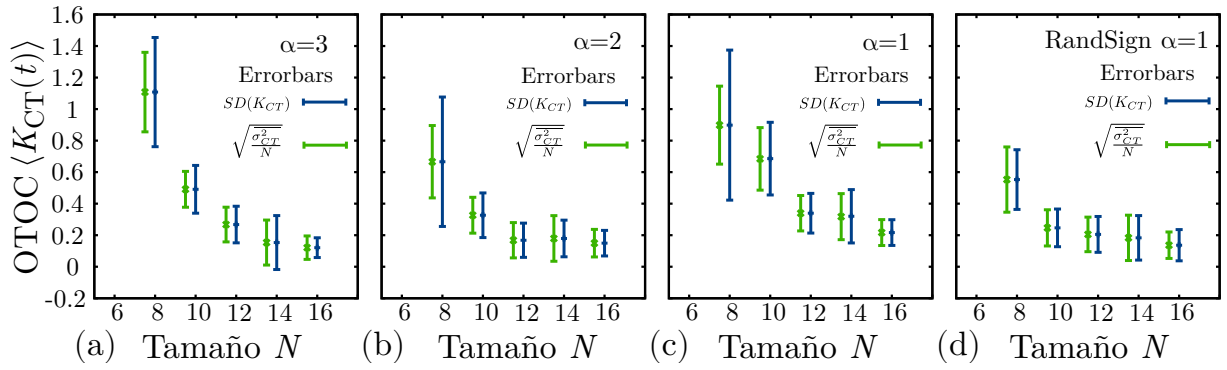 OTOC ⟨K_CT(t)⟩
1.6
1.4
1.2
1
0.8
0.6
0.4
0.2
0
-0.2
α=3
Errorbars
SD(K_CT)
√(σ²_CT/N)
6 8 10 12 14 16
(a) Tamaño N
α=2
Errorbars
SD(K_CT)
√(σ²_CT/N)
6 8 10 12 14 16
(b) Tamaño N
α=1
Errorbars
SD(K_CT)
√(σ²_CT/N)
6 8 10 12 14 16
(c) Tamaño N
RandSign α=1
Errorbars
SD(K_CT)
√(σ²_CT/N)
6 8 10 12 14 16
(d) Tamaño N